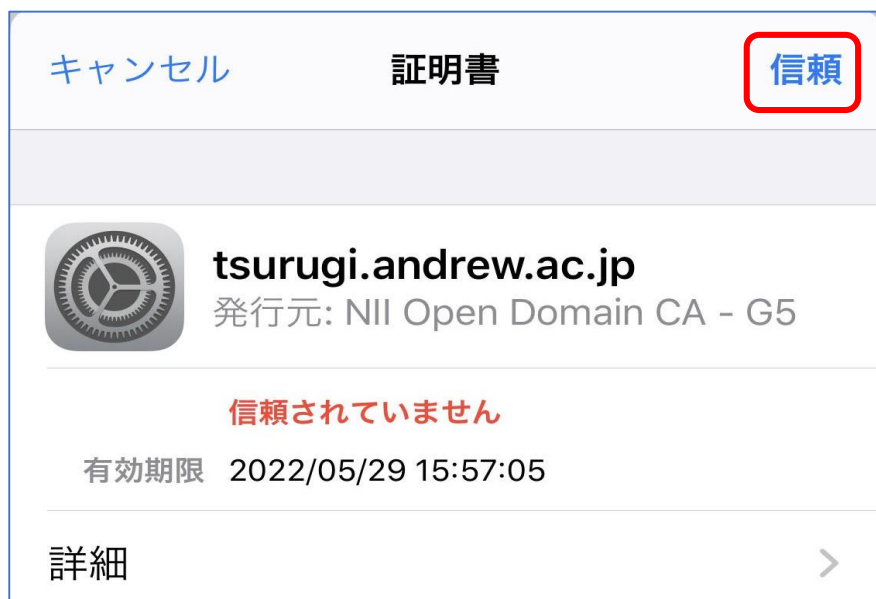 キャンセル 証明書 信頼
tsurugi.andrew.ac.jp
発行元: NII Open Domain CA - G5
信頼されていません
有効期限 2022/05/29 15:57:05
詳細